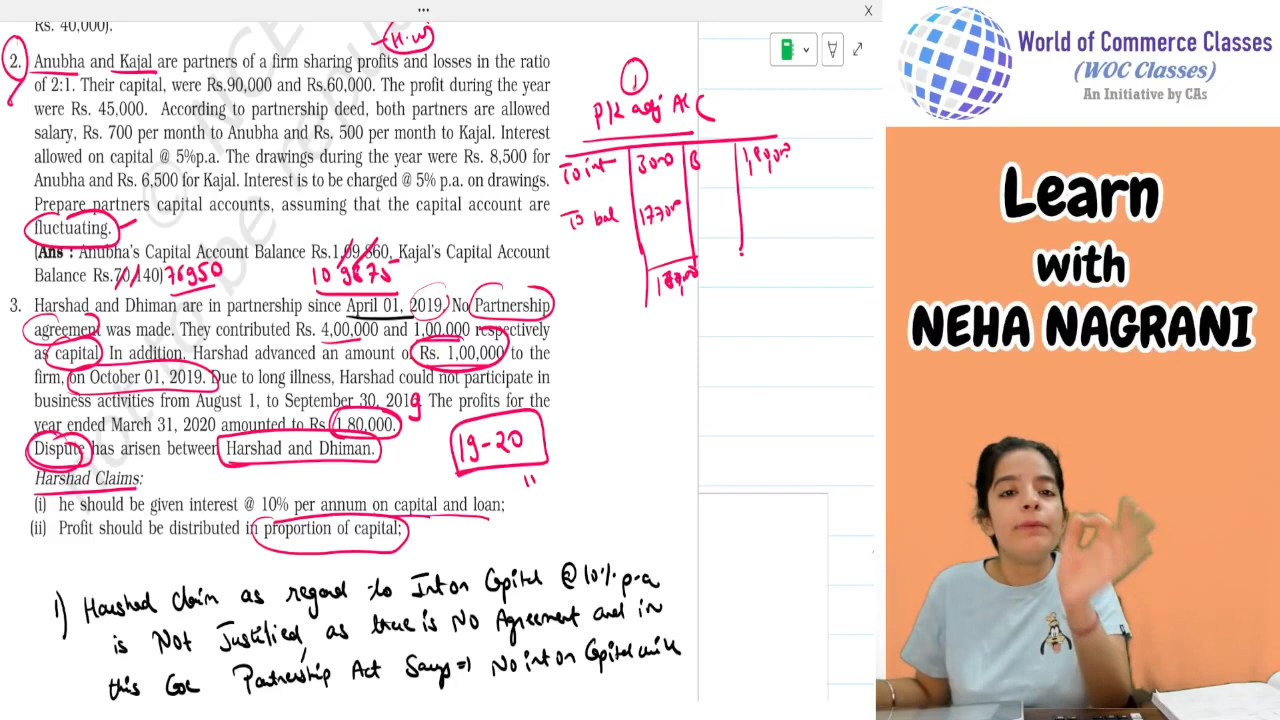 Rs. 40,000).
H.W
2. Anubha and Kajal are partners of a firm sharing profits and losses in the ratio
of 2:1. Their capital, were Rs.90,000 and Rs.60,000. The profit during the year
were Rs. 45,000. According to partnership deed, both partners are allowed
salary, Rs. 700 per month to Anubha and Rs. 500 per month to Kajal. Interest
allowed on capital @ 5%p.a. The drawings during the year were Rs. 8,500 for
Anubha and Rs. 6,500 for Kajal. Interest is to be charged @ 5% p.a. on drawings.
Prepare partners capital accounts, assuming that the capital account are
fluctuating.
(Ans : Anubha's Capital Account Balance Rs.1,09,860, Kajal's Capital Account
Balance Rs.70,140) 76950 109875
3. Harshad and Dhiman are in partnership since April 01, 2019. No Partnership
agreement was made. They contributed Rs. 4,00,000 and 1,00,000 respectively
as capital. In addition, Harshad advanced an amount of Rs. 1,00,000 to the
firm, on October 01, 2019. Due to long illness, Harshad could not participate in
business activities from August 1, to September 30, 2019. The profits for the
year ended March 31, 2020 amounted to Rs. 1,80,000.
Dispute has arisen between Harshad and Dhiman.
19-20
Harshad Claims:
(i) he should be given interest @ 10% per annum on capital and loan;
(ii) Profit should be distributed in proportion of capital;
1) Harshad Claim as regard to Int on Capital @ 10% p.a
is Not Justified, as there is No Agreement and in
this Case Partnership Act Says No int on Capital will
1
P/L adj A/C
To int 3000 B 1,80,000
To bal 177000
180,000
World of Commerce Classes
(WOC Classes)
An Initiative by CAs
Learn
with
NEHA NAGRANI